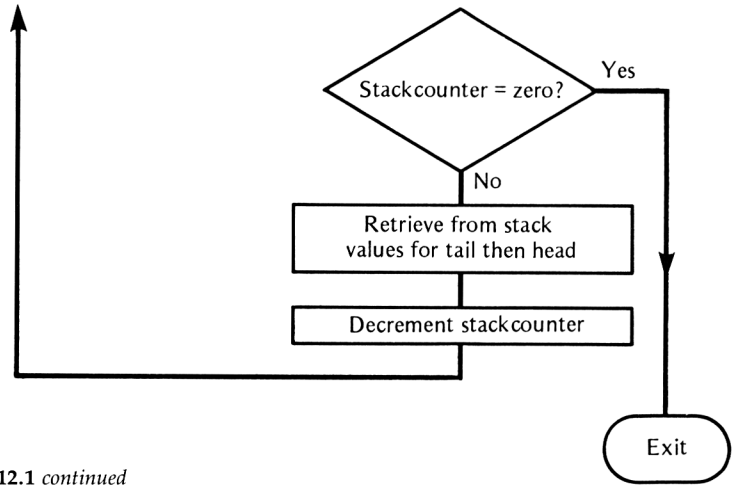 Stackcounter = zero?
Yes
No
Retrieve from stack
values for tail then head
Decrement stackcounter
Exit
12.1 continued